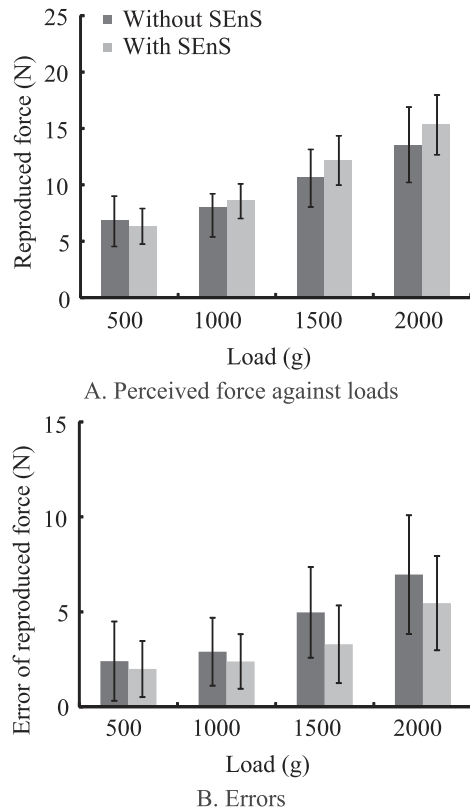 25
20
15
10
5
0
Reproduced force (N)
Without SEnS
With SEnS
500 1000 1500 2000
Load (g)
A. Perceived force against loads
15
10
5
0
Error of reproduced force (N)
500 1000 1500 2000
Load (g)
B. Errors